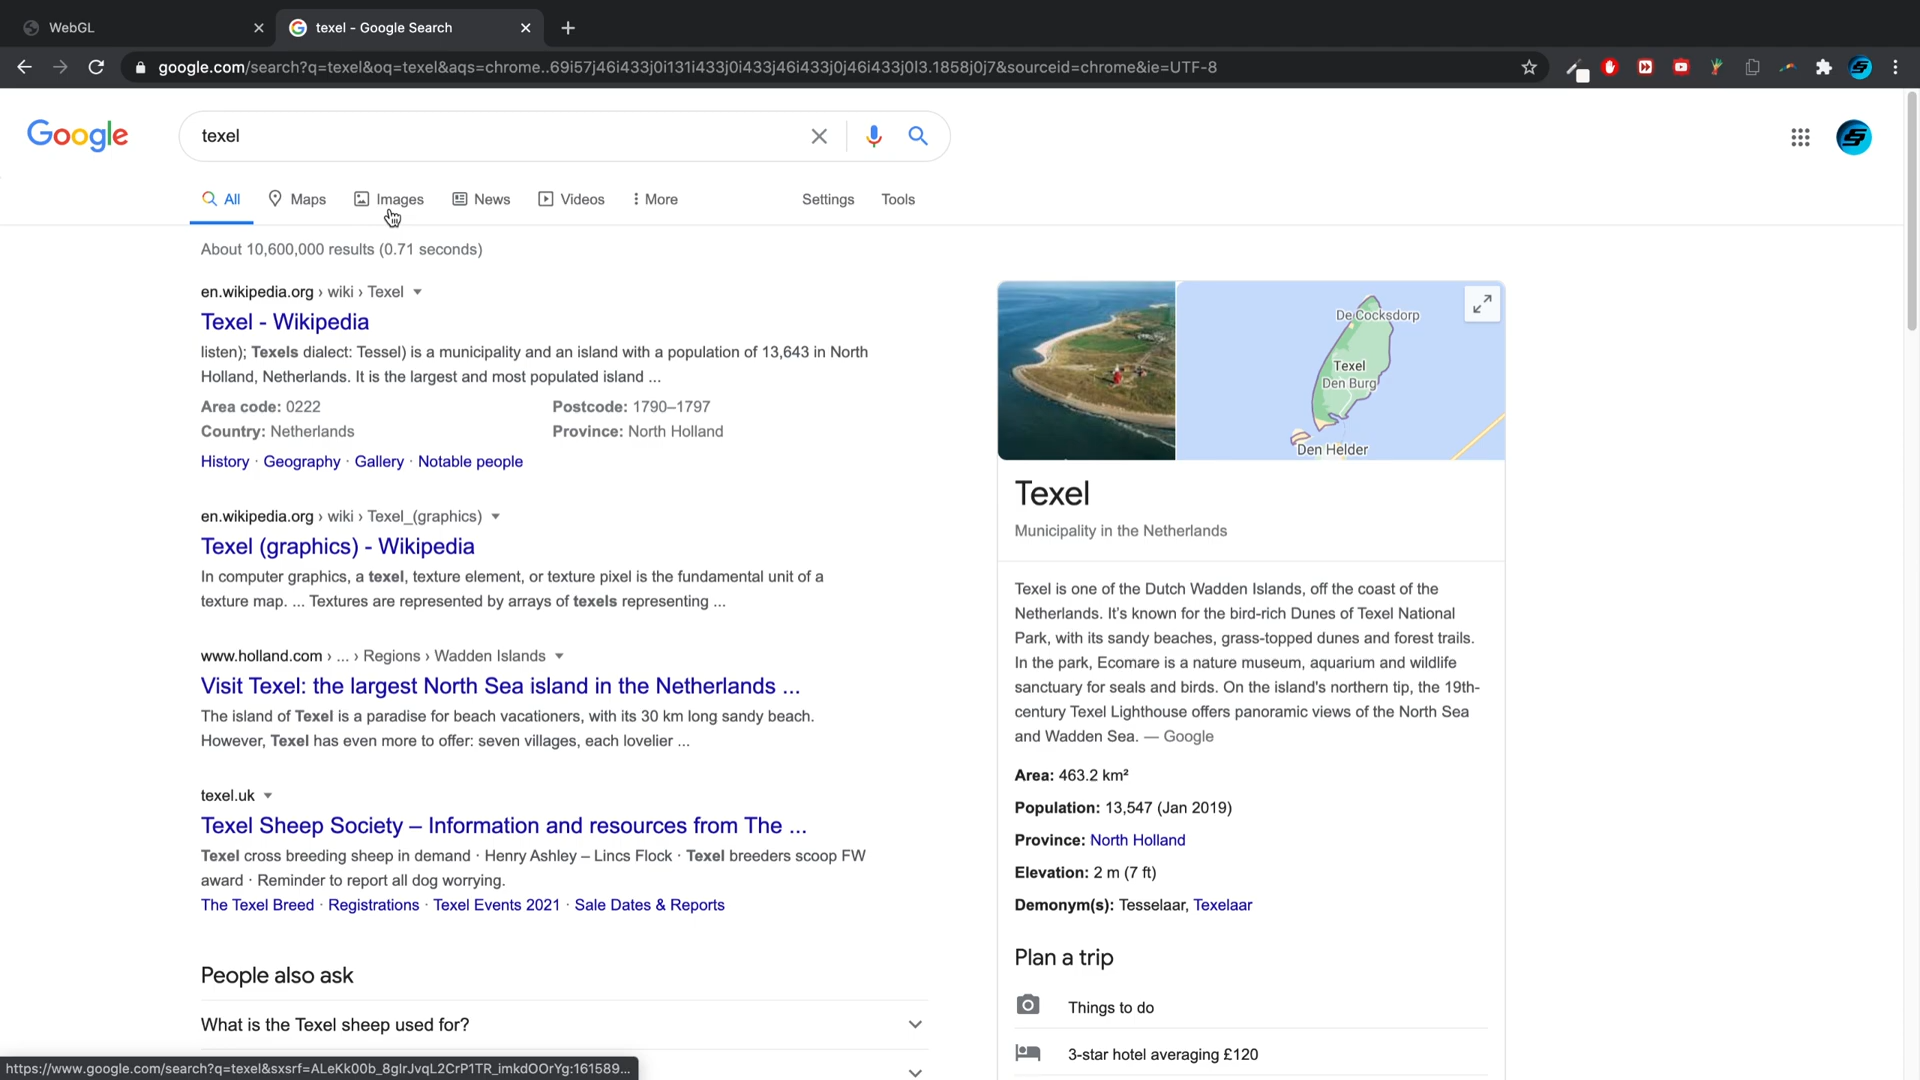 WebGL
texel - Google Search
google.com/search?q=texel&oq=texel&aqs=chrome..69i57j46i433j0i131i433j0i433j46i433j0j46i433j0l3.1858j0j7&sourceid=chrome&ie=UTF-8
Google
texel
All Maps Images News Videos More Settings Tools
About 10,600,000 results (0.71 seconds)
en.wikipedia.org › wiki › Texel
Texel - Wikipedia
listen); Texels dialect: Tessel) is a municipality and an island with a population of 13,643 in North
Holland, Netherlands. It is the largest and most populated island ...
Area code: 0222 Postcode: 1790–1797
Country: Netherlands Province: North Holland
History · Geography · Gallery · Notable people
en.wikipedia.org › wiki › Texel_(graphics)
Texel (graphics) - Wikipedia
In computer graphics, a texel, texture element, or texture pixel is the fundamental unit of a
texture map. ... Textures are represented by arrays of texels representing ...
www.holland.com › ... › Regions › Wadden Islands
Visit Texel: the largest North Sea island in the Netherlands ...
The island of Texel is a paradise for beach vacationers, with its 30 km long sandy beach.
However, Texel has even more to offer: seven villages, each lovelier ...
texel.uk
Texel Sheep Society – Information and resources from The ...
Texel cross breeding sheep in demand · Henry Ashley – Lincs Flock · Texel breeders scoop FW
award · Reminder to report all dog worrying.
The Texel Breed · Registrations · Texel Events 2021 · Sale Dates & Reports
People also ask
What is the Texel sheep used for?
De Cocksdorp
Texel
Den Burg
Den Helder
Texel
Municipality in the Netherlands
Texel is one of the Dutch Wadden Islands, off the coast of the
Netherlands. It's known for the bird-rich Dunes of Texel National
Park, with its sandy beaches, grass-topped dunes and forest trails.
In the park, Ecomare is a nature museum, aquarium and wildlife
sanctuary for seals and birds. On the island's northern tip, the 19th-
century Texel Lighthouse offers panoramic views of the North Sea
and Wadden Sea. — Google
Area: 463.2 km²
Population: 13,547 (Jan 2019)
Province: North Holland
Elevation: 2 m (7 ft)
Demonym(s): Tesselaar, Texelaar
Plan a trip
Things to do
3-star hotel averaging £120
https://www.google.com/search?q=texel&sxsrf=ALeKk00b_8glrJvqL2CrP1TR_imkdOOrYg:161589...